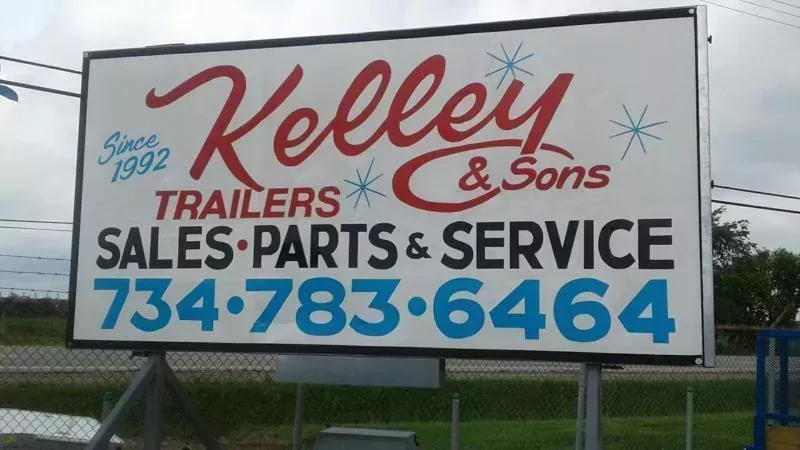 Since 1992
Kelley
& Sons
TRAILERS
SALES • PARTS & SERVICE
734 • 783 • 6464